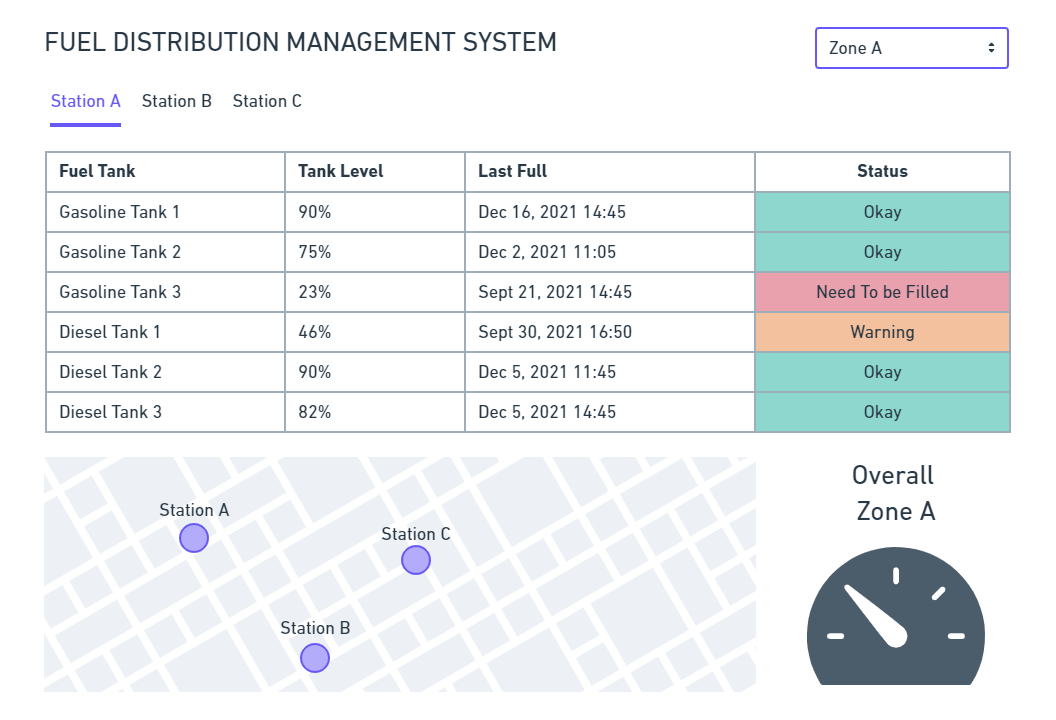 FUEL DISTRIBUTION MANAGEMENT SYSTEM
Zone A
Station A Station B Station C
Fuel Tank Tank Level Last Full Status
Gasoline Tank 1 90% Dec 16, 2021 14:45 Okay
Gasoline Tank 2 75% Dec 2, 2021 11:05 Okay
Gasoline Tank 3 23% Sept 21, 2021 14:45 Need To be Filled
Diesel Tank 1 46% Sept 30, 2021 16:50 Warning
Diesel Tank 2 90% Dec 5, 2021 11:45 Okay
Diesel Tank 3 82% Dec 5, 2021 14:45 Okay
Station A
Station C
Station B
Overall
Zone A